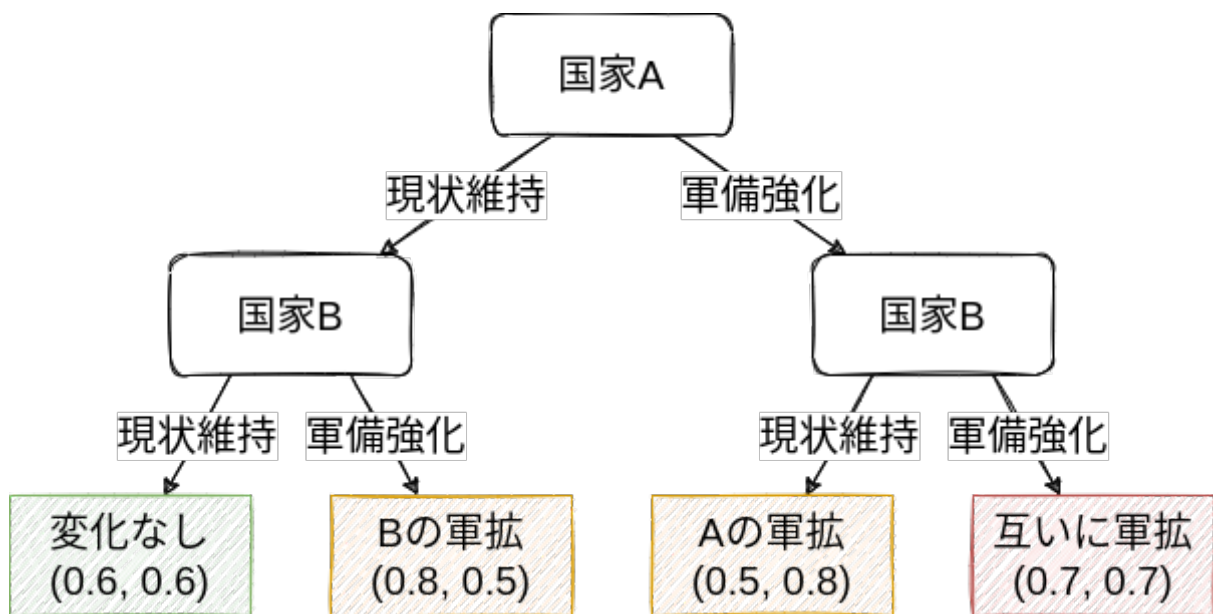 国家A
現状維持
軍備強化
国家B
国家B
現状維持
軍備強化
現状維持
軍備強化
変化なし
(0.6, 0.6)
Bの軍拡
(0.8, 0.5)
Aの軍拡
(0.5, 0.8)
互いに軍拡
(0.7, 0.7)